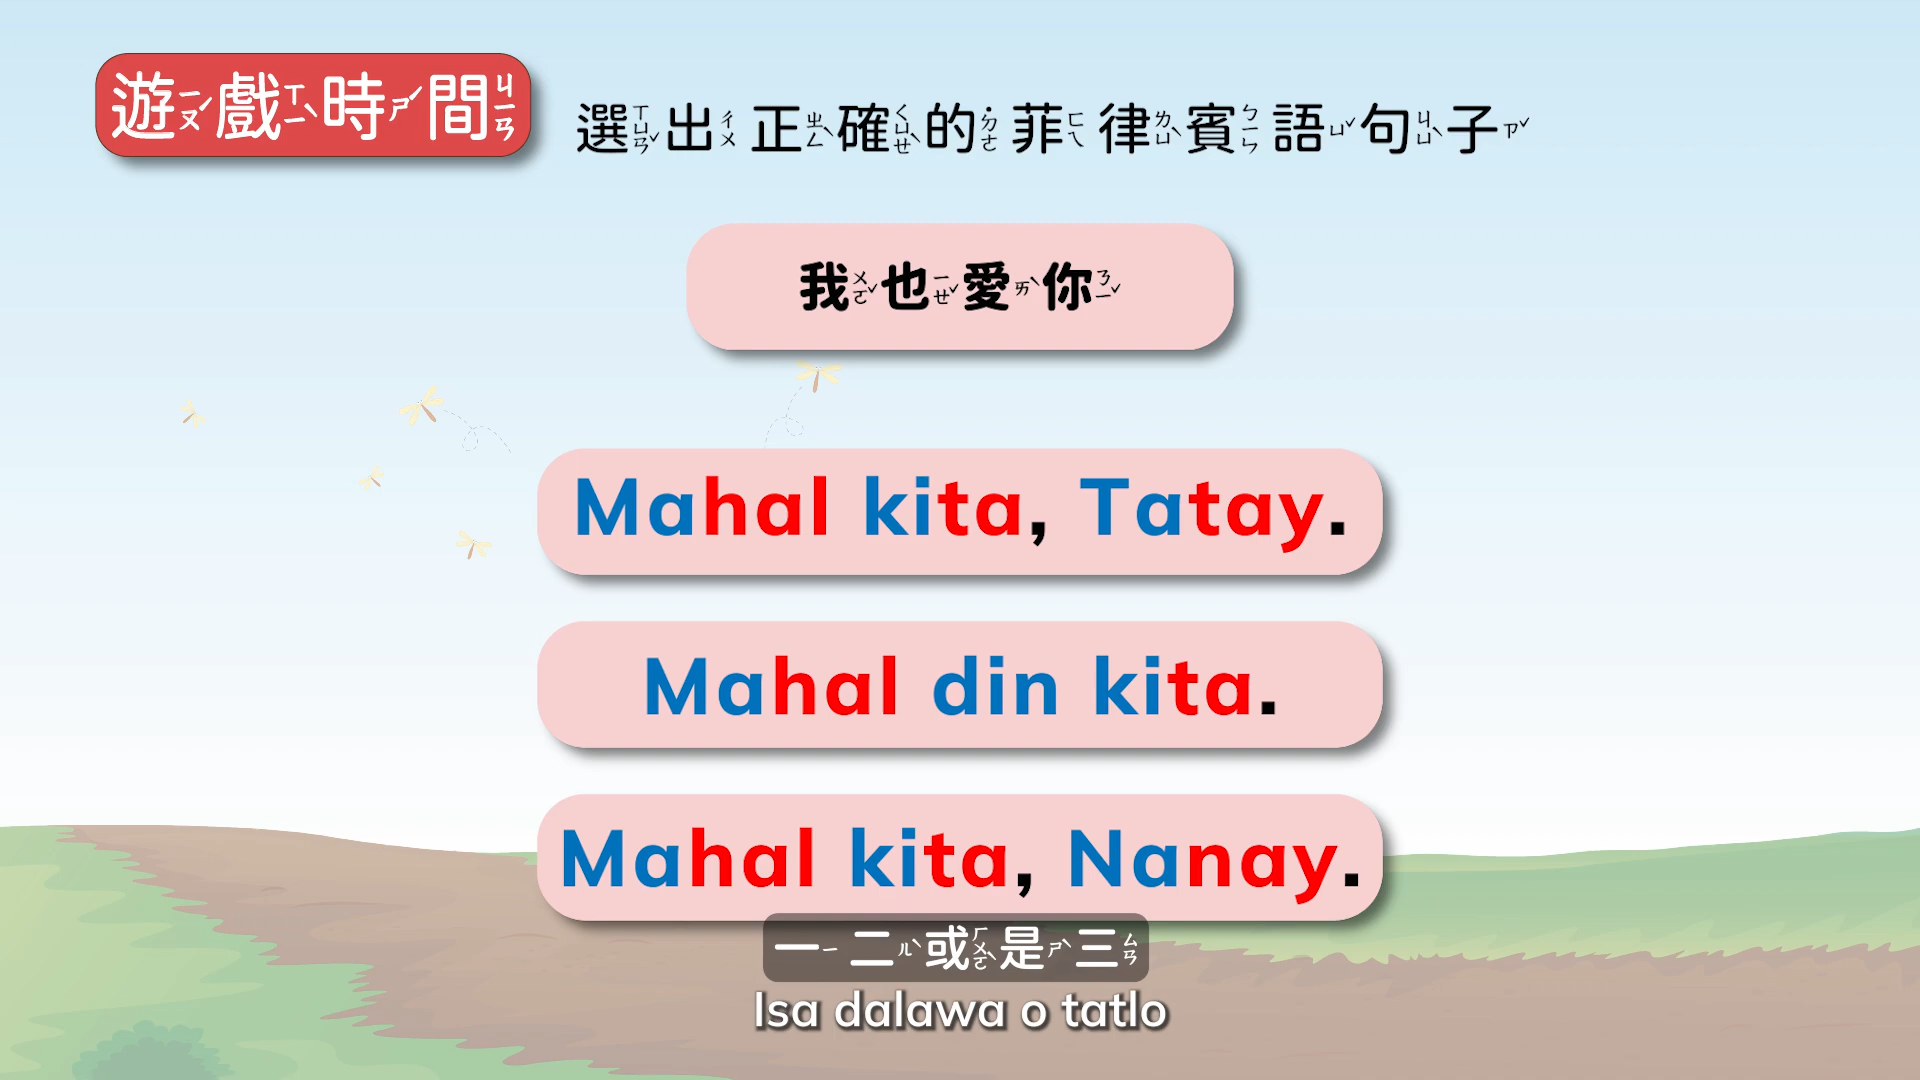 遊戲時間
選出正確的菲律賓語句子
我也愛你
Mahal kita, Tatay.
Mahal din kita.
Mahal kita, Nanay.
一二或是三
Isa dalawa o tatlo